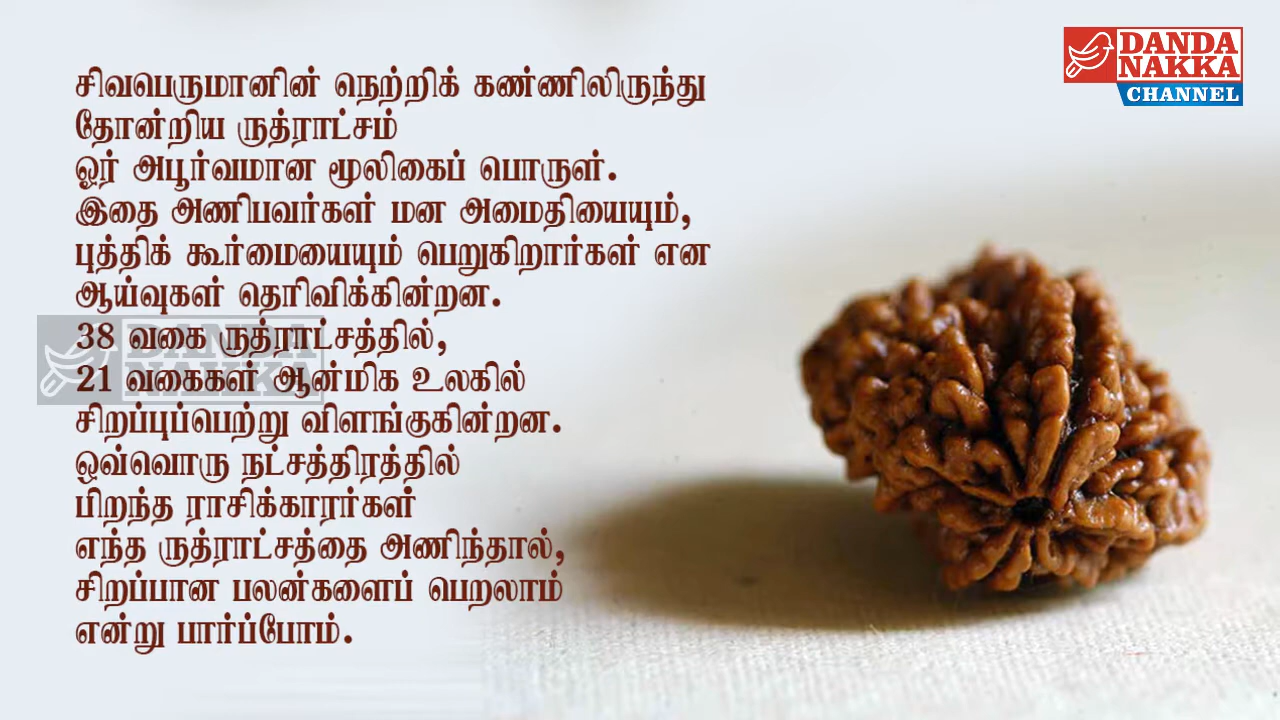 DANDA
NAKKA
CHANNEL
சிவபெருமானின் நெற்றிக் கண்ணிலிருந்து
தோன்றிய ருத்ராட்சம்
ஓர் அபூர்வமான மூலிகைப் பொருள்.
இதை அணிபவர்கள் மன அமைதியையும்,
புத்திக் கூர்மையையும் பெறுகிறார்கள் என
ஆய்வுகள் தெரிவிக்கின்றன.
38 வகை ருத்ராட்சத்தில்,
21 வகைகள் ஆன்மிக உலகில்
சிறப்புப்பெற்று விளங்குகின்றன.
ஒவ்வொரு நட்சத்திரத்தில்
பிறந்த ராசிக்காரர்கள்
எந்த ருத்ராட்சத்தை அணிந்தால்,
சிறப்பான பலன்களைப் பெறலாம்
என்று பார்ப்போம்.
DANDA
NAKKA